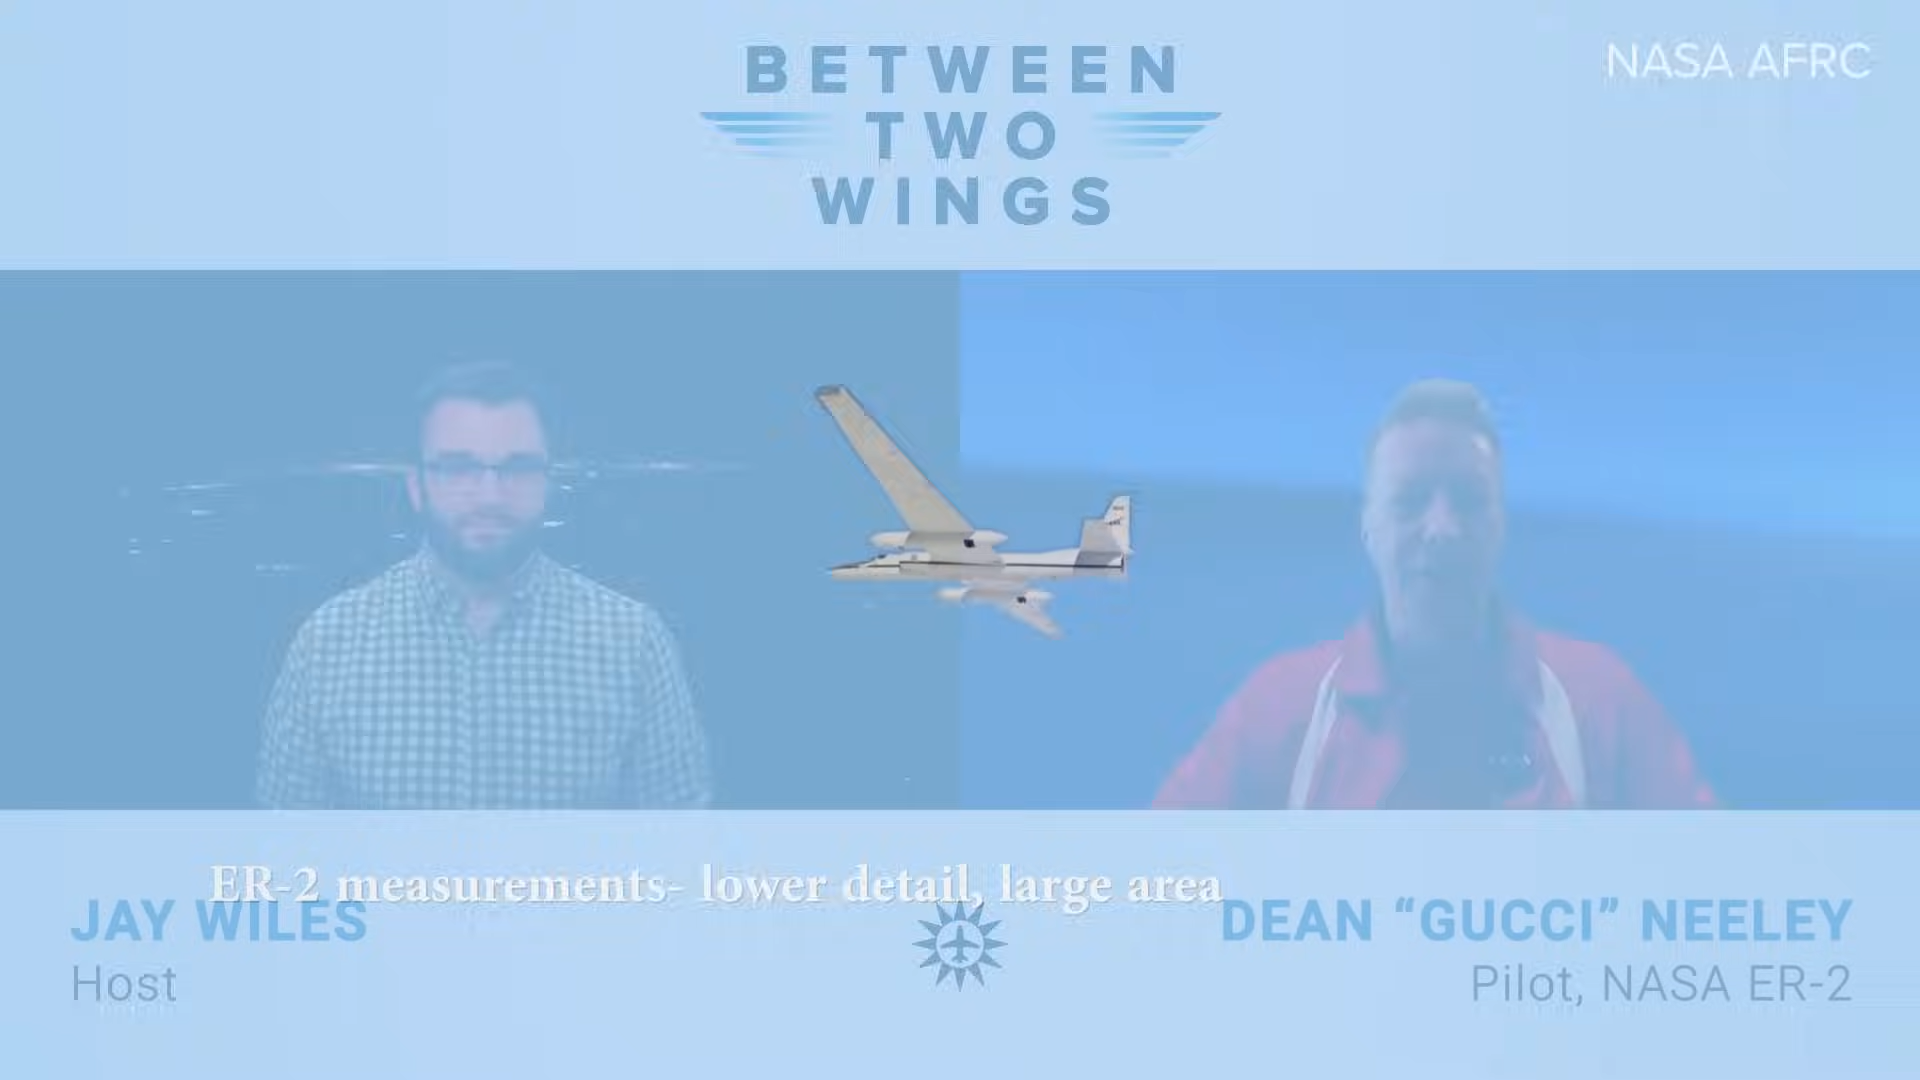 BETWEEN
TWO
WINGS
NASA AFRC
ER-2 measurements- lower detail, large area
JAY WILES
Host
DEAN “GUCCI” NEELEY
Pilot, NASA ER-2